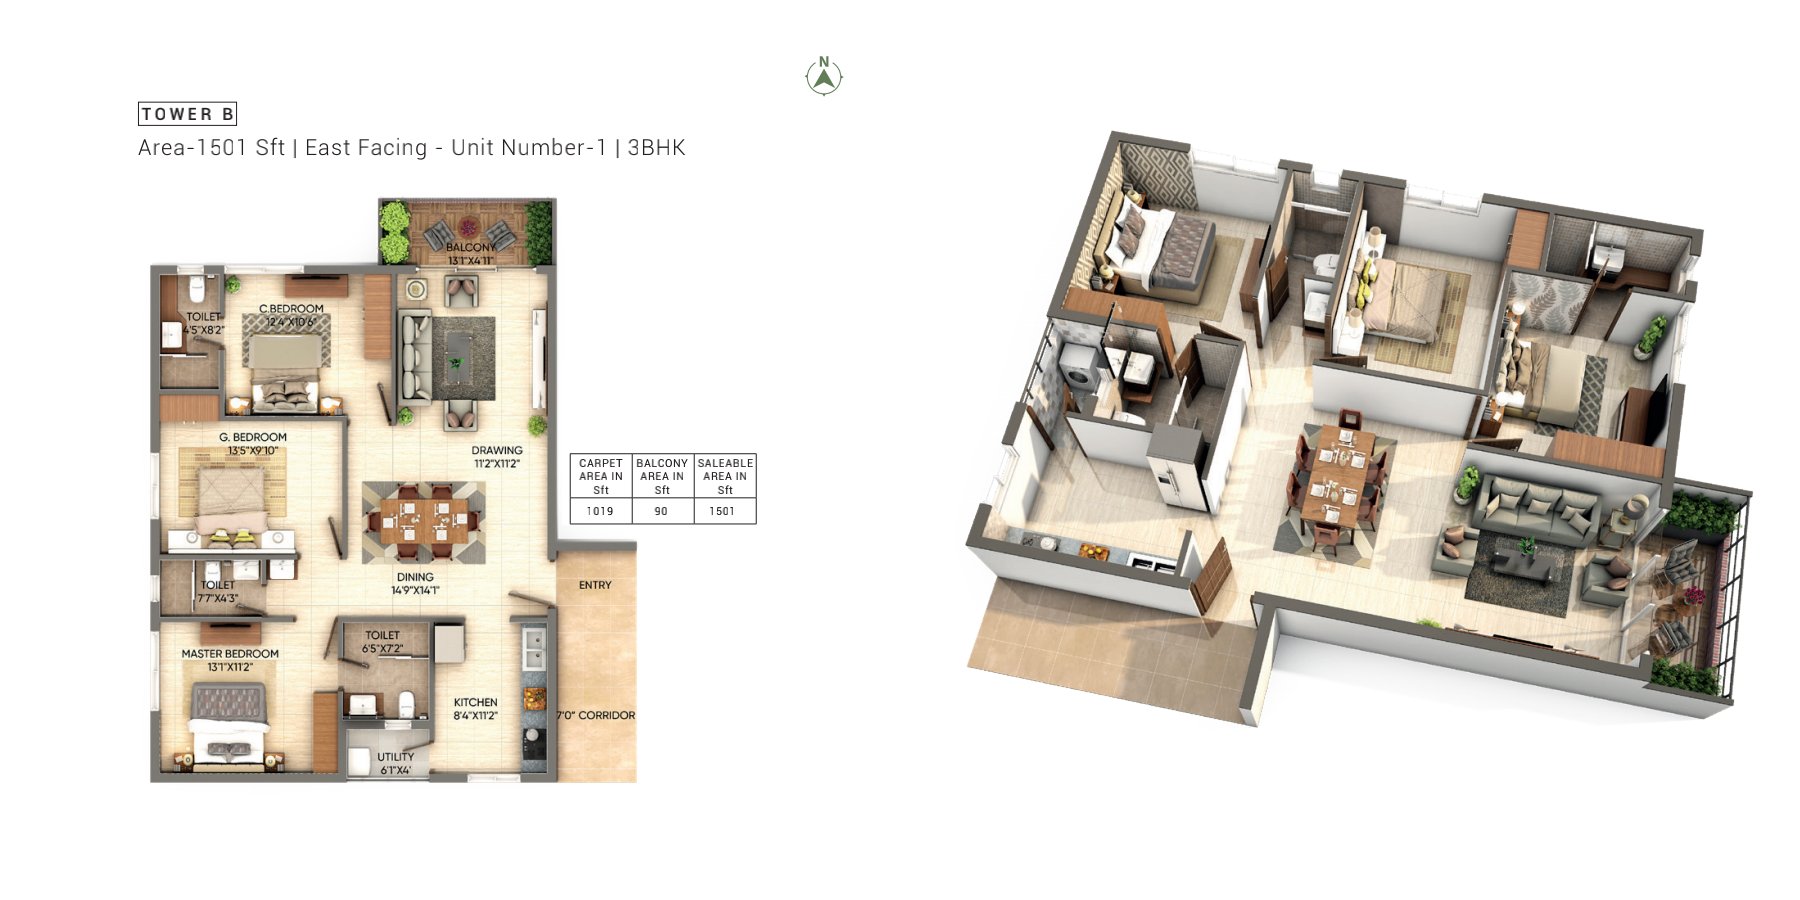 N
TOWER B
Area-1501 Sft | East Facing - Unit Number-1 | 3BHK
BALCONY
13'1"X4'11"
C.BEDROOM
12'4"X10'6"
TOILET
4'5"X8'2"
G. BEDROOM
13'5"X9'10"
DRAWING
11'2"X11'2"
CARPET AREA IN Sft
BALCONY AREA IN Sft
SALEABLE AREA IN Sft
1019
90
1501
DINING
14'9"X14'1"
ENTRY
TOILET
7'7"X4'3"
TOILET
6'5"X7'2"
MASTER BEDROOM
13'1"X11'2"
KITCHEN
8'4"X11'2"
7'0" CORRIDOR
UTILITY
6'1"X4'